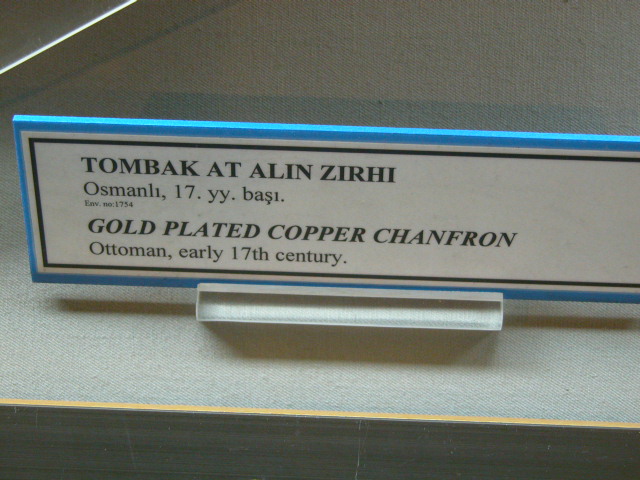 TOMBAK AT ALIN ZIRHI
Osmanlı, 17. yy. başı.
Env. no:1754
GOLD PLATED COPPER CHANFRON
Ottoman, early 17th century.